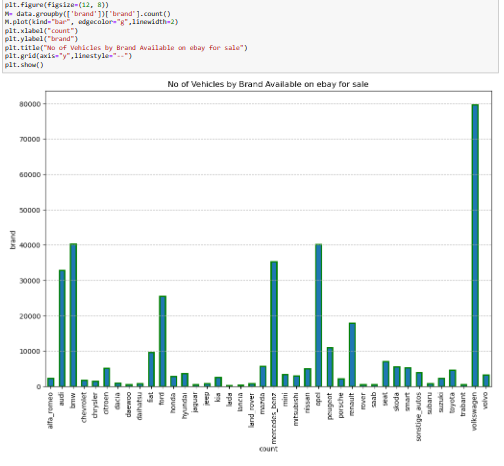 plt.figure(figsize=(12, 8))
M= data.groupby(['brand'])['brand'].count()
M.plot(kind="bar", edgecolor="g",linewidth=2)
plt.xlabel("count")
plt.ylabel("brand")
plt.title("No of Vehicles by Brand Available on ebay for sale")
plt.grid(axis="y",linestyle="--")
plt.show()
No of Vehicles by Brand Available on ebay for sale
80000
70000
60000
50000
40000
30000
20000
10000
0
brand
alfa_romeo
audi
bmw
chevrolet
chrysler
citroen
dacia
daewoo
daihatsu
fiat
ford
honda
hyundai
jaguar
jeep
kia
lada
lancia
land_rover
mazda
mercedes_benz
mini
mitsubishi
nissan
opel
peugeot
porsche
renault
rover
saab
seat
skoda
smart
sonstige_autos
subaru
suzuki
toyota
trabant
volkswagen
volvo
count